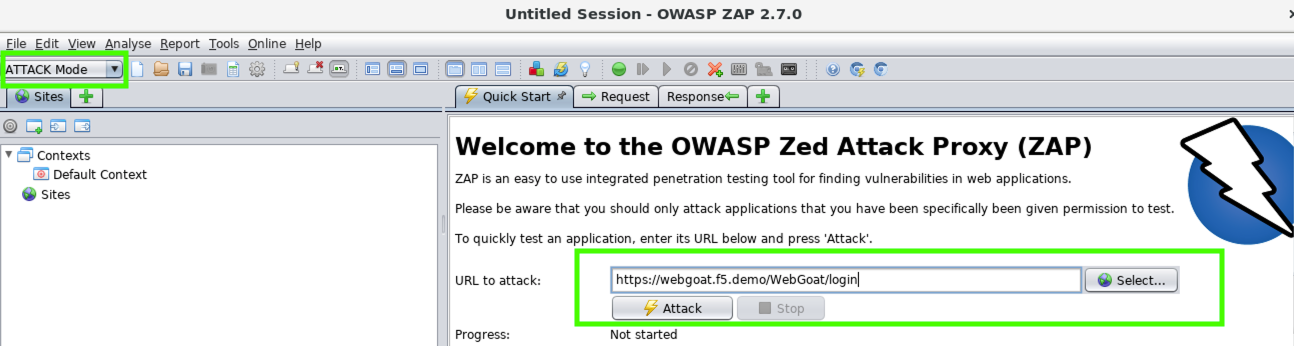 Untitled Session - OWASP ZAP 2.7.0
File Edit View Analyse Report Tools Online Help
ATTACK Mode
Sites
Quick Start Request Response
Contexts
Default Context
Sites
Welcome to the OWASP Zed Attack Proxy (ZAP)
ZAP is an easy to use integrated penetration testing tool for finding vulnerabilities in web applications.
Please be aware that you should only attack applications that you have been specifically been given permission to test.
To quickly test an application, enter its URL below and press 'Attack'.
URL to attack: https://webgoat.f5.demo/WebGoat/login Select...
Attack Stop
Progress: Not started